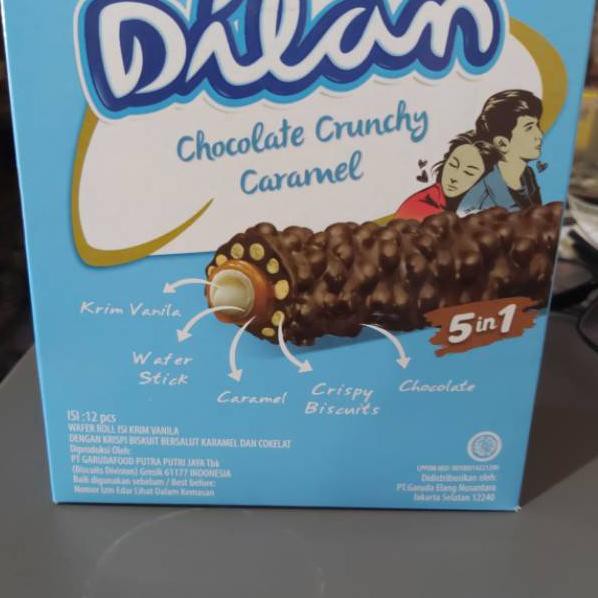 Dilan
Chocolate Crunchy
Caramel
5 in 1
Krim Vanila
Wafer
Stick
Caramel
Crispy
Biscuits
Chocolate
ISI :12 pcs
WAFER ROLL ISI KRIM VANILA
DENGAN KRISPI BISKUIT BERSALUT KARAMEL DAN COKELAT
Diproduksi Oleh:
PT GARUDAFOOD PUTRA PUTRI JAYA Tbk
(Biscuits Division) Gresik 61177 INDONESIA
Baik digunakan sebelum / Best before:
Nomor Izin Edar Lihat Dalam Kemasan
Didistribusikan oleh:
PT.Garuda Elang Nusantara
Jakarta Selatan 12240